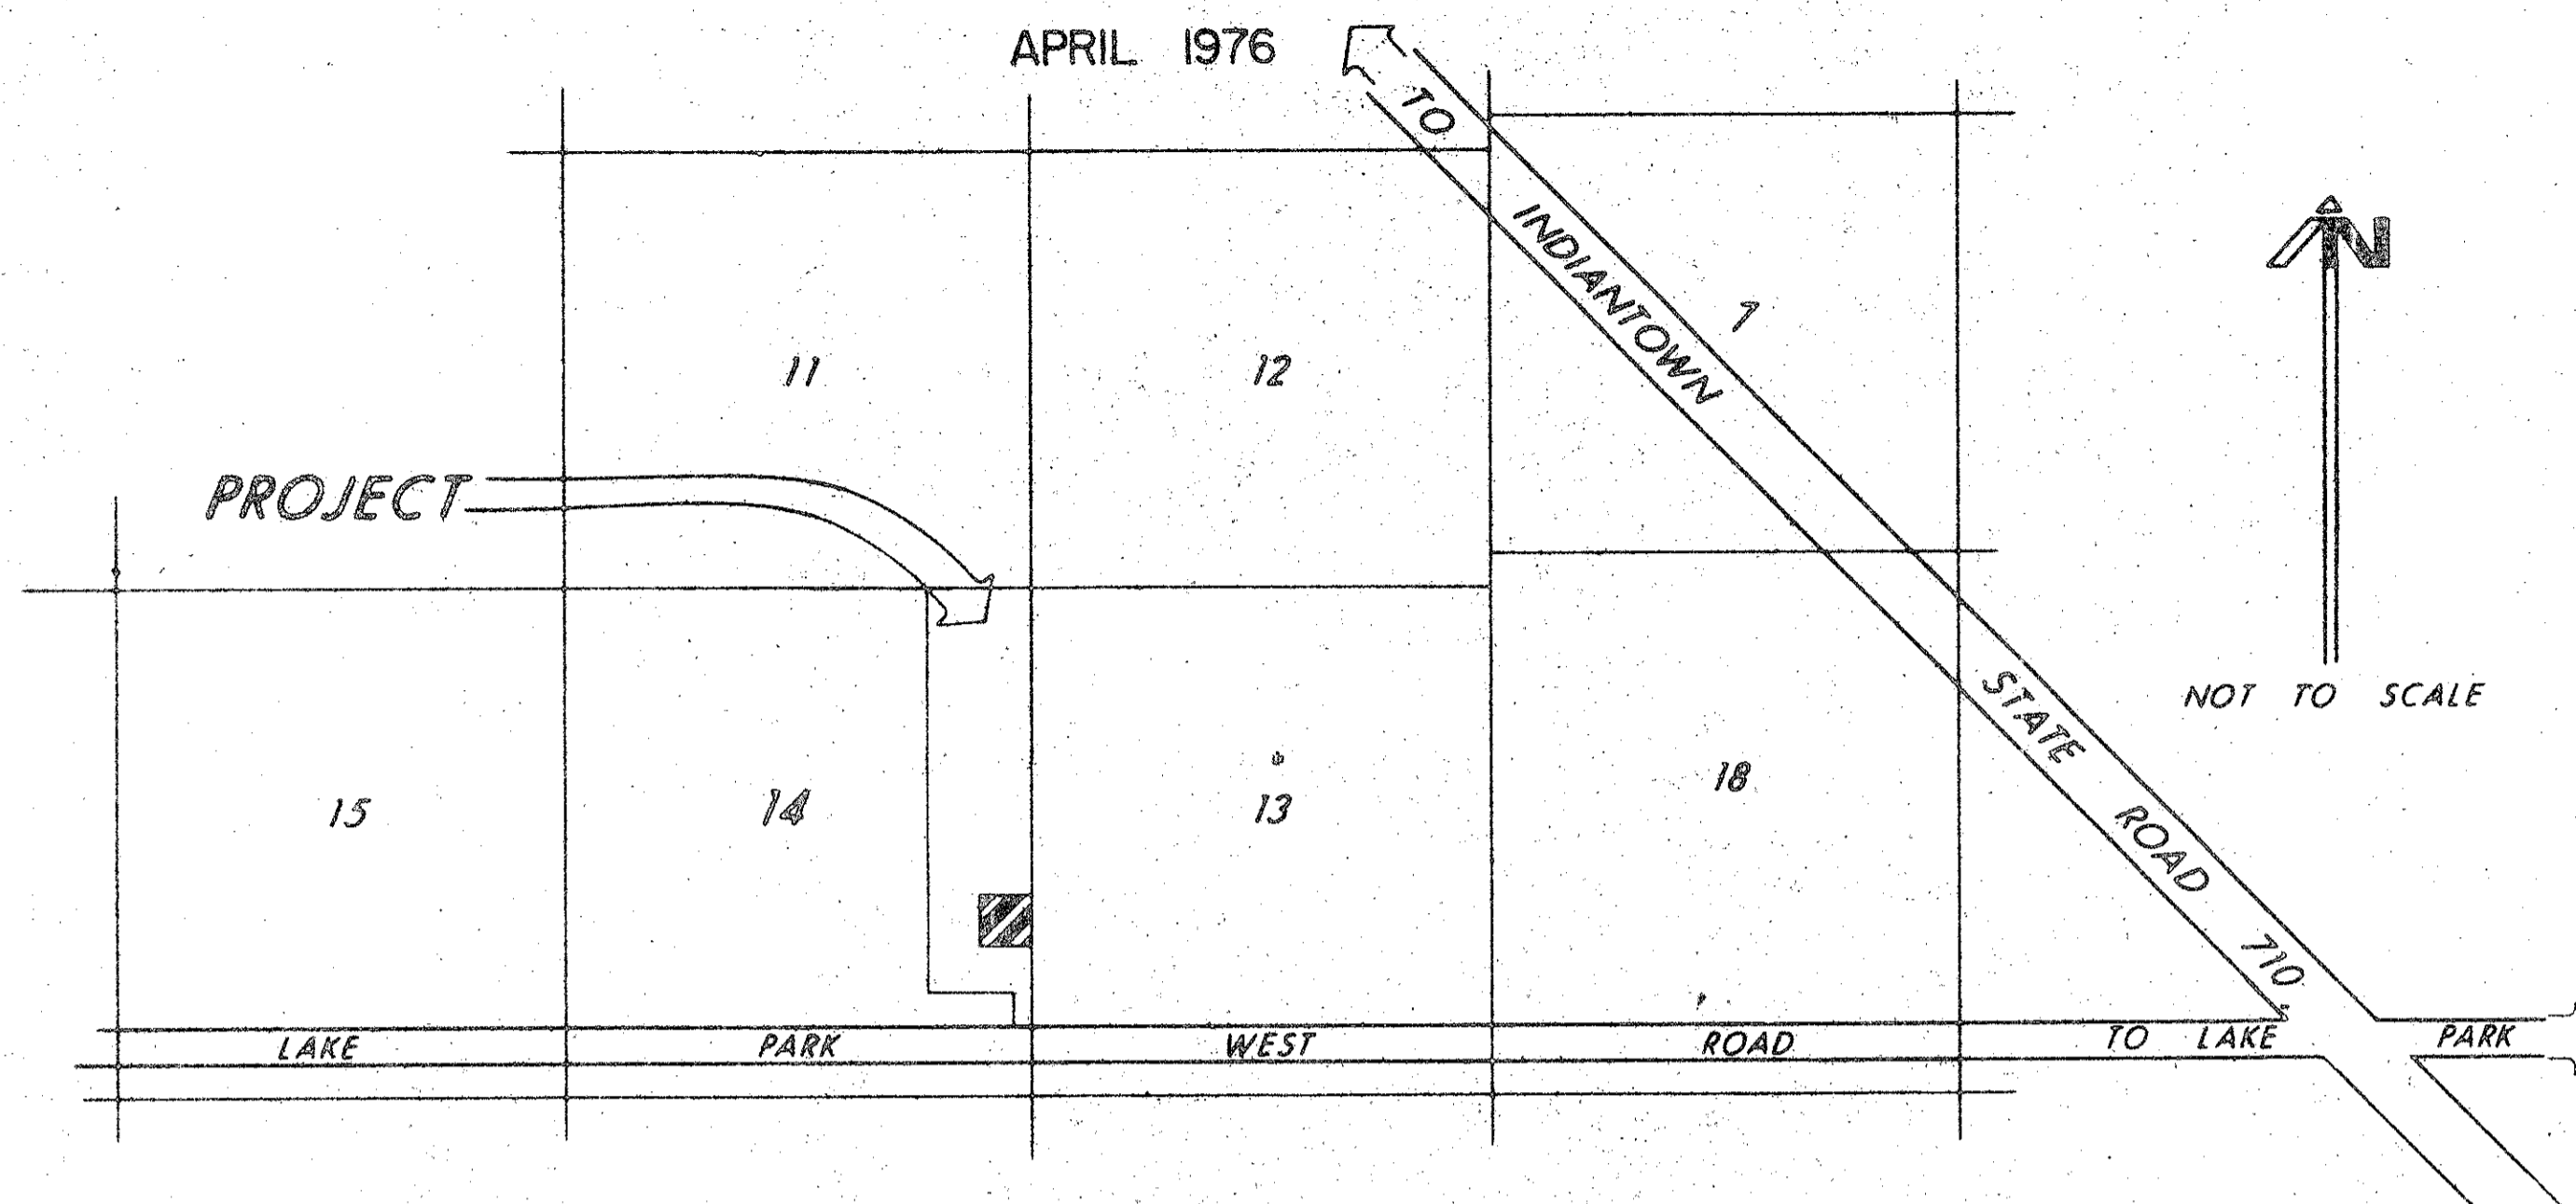 APRIL 1976
TO INDIANTOWN
STATE ROAD 710
N
7
11
12
PROJECT
NOT TO SCALE
15
14
13
18
LAKE PARK WEST ROAD TO LAKE PARK